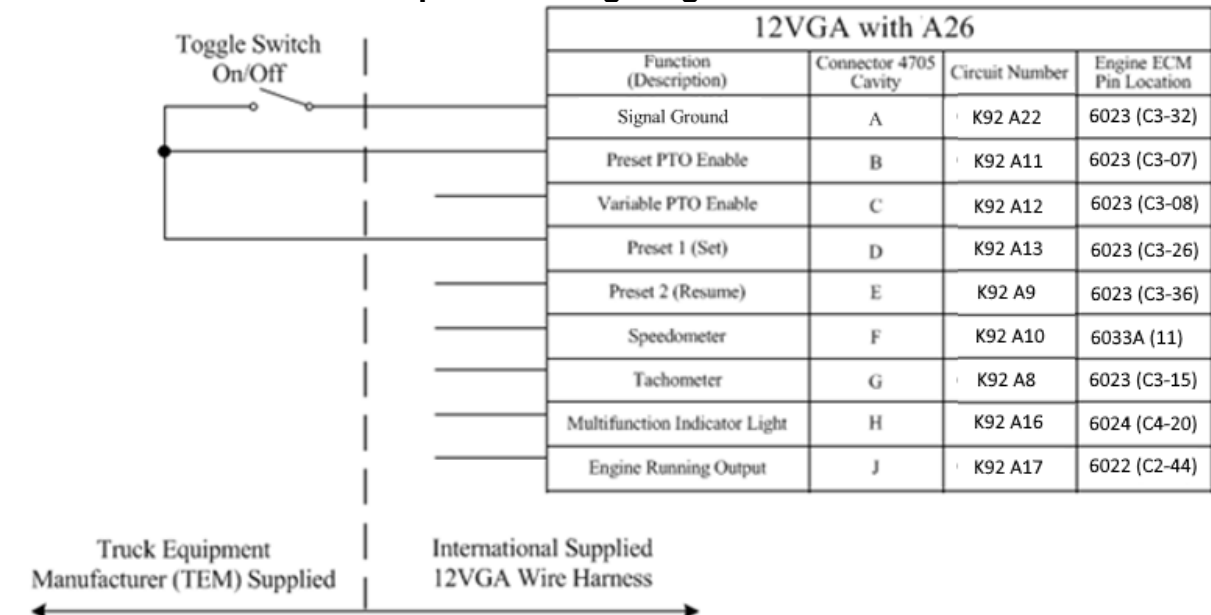 Toggle Switch
On/Off
12VGA with A26
Function
(Description)
Connector 4705
Cavity
Circuit Number
Engine ECM
Pin Location
Signal Ground A K92 A22 6023 (C3-32)
Preset PTO Enable B K92 A11 6023 (C3-07)
Variable PTO Enable C K92 A12 6023 (C3-08)
Preset 1 (Set) D K92 A13 6023 (C3-26)
Preset 2 (Resume) E K92 A9 6023 (C3-36)
Speedometer F K92 A10 6033A (11)
Tachometer G K92 A8 6023 (C3-15)
Multifunction Indicator Light H K92 A16 6024 (C4-20)
Engine Running Output J K92 A17 6022 (C2-44)
Truck Equipment
Manufacturer (TEM) Supplied
International Supplied
12VGA Wire Harness